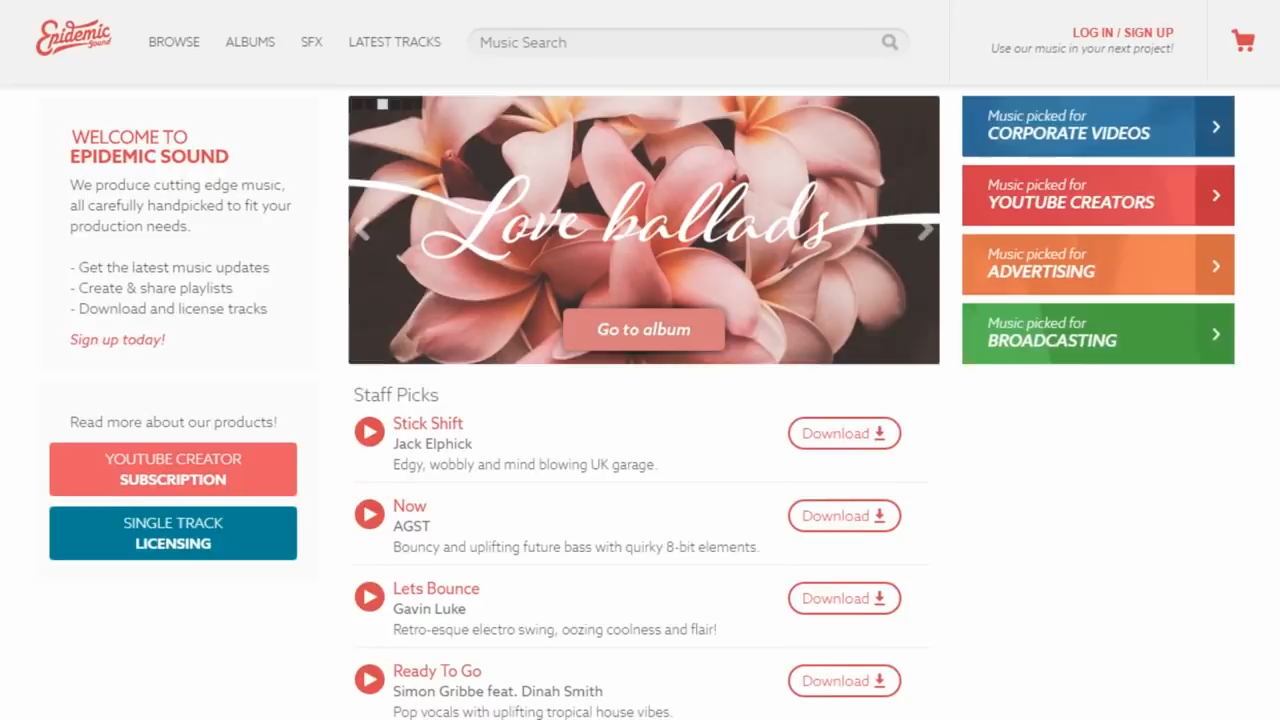 Epidemic
Sound
BROWSE ALBUMS SFX LATEST TRACKS
Music Search
LOG IN / SIGN UP
Use our music in your next project!
WELCOME TO
EPIDEMIC SOUND
We produce cutting edge music,
all carefully handpicked to fit your
production needs.
- Get the latest music updates
- Create & share playlists
- Download and license tracks
Sign up today!
Read more about our products!
YOUTUBE CREATOR
SUBSCRIPTION
SINGLE TRACK
LICENSING
Love ballads
Go to album
Staff Picks
Stick Shift
Jack Elphick
Edgy, wobbly and mind blowing UK garage.
Download
Now
AGST
Bouncy and uplifting future bass with quirky 8-bit elements.
Download
Lets Bounce
Gavin Luke
Retro-esque electro swing, oozing coolness and flair!
Download
Ready To Go
Simon Gribbe feat. Dinah Smith
Pop vocals with uplifting tropical house vibes.
Download
Music picked for
CORPORATE VIDEOS
Music picked for
YOUTUBE CREATORS
Music picked for
ADVERTISING
Music picked for
BROADCASTING